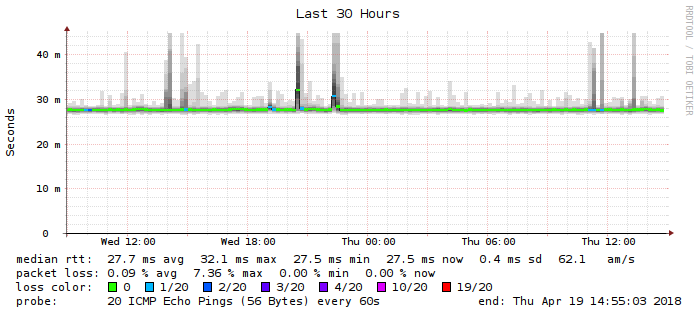 Last 30 Hours
RRDTOOL / TOBI OETIKER
Seconds
40 m
30 m
20 m
10 m
0
Wed 12:00 Wed 18:00 Thu 00:00 Thu 06:00 Thu 12:00
median rtt: 27.7 ms avg 32.1 ms max 27.5 ms min 27.5 ms now 0.4 ms sd 62.1 am/s
packet loss: 0.09 % avg 7.36 % max 0.00 % min 0.00 % now
loss color: 0 1/20 2/20 3/20 4/20 10/20 19/20
probe: 20 ICMP Echo Pings (56 Bytes) every 60s end: Thu Apr 19 14:55:03 2018